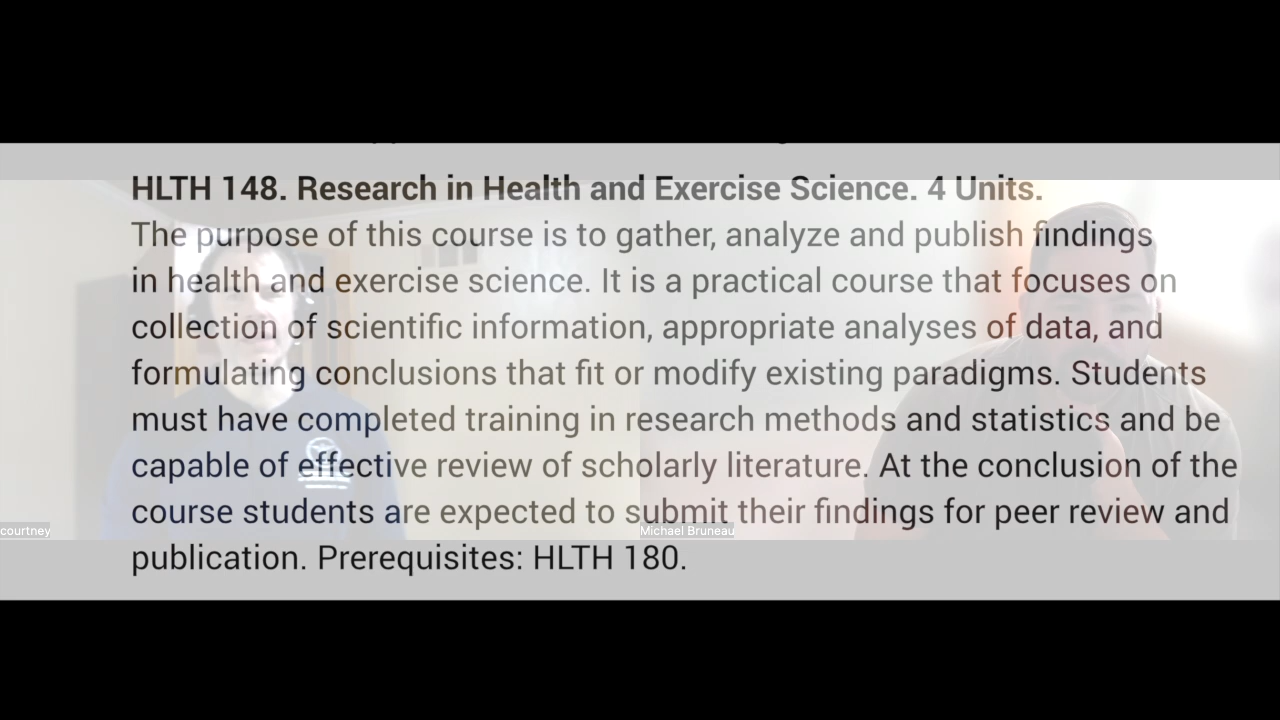 HLTH 148. Research in Health and Exercise Science. 4 Units.
The purpose of this course is to gather, analyze and publish findings
in health and exercise science. It is a practical course that focuses on
collection of scientific information, appropriate analyses of data, and
formulating conclusions that fit or modify existing paradigms. Students
must have completed training in research methods and statistics and be
capable of effective review of scholarly literature. At the conclusion of the
course students are expected to submit their findings for peer review and
publication. Prerequisites: HLTH 180.
courtney
Michael Bruneau